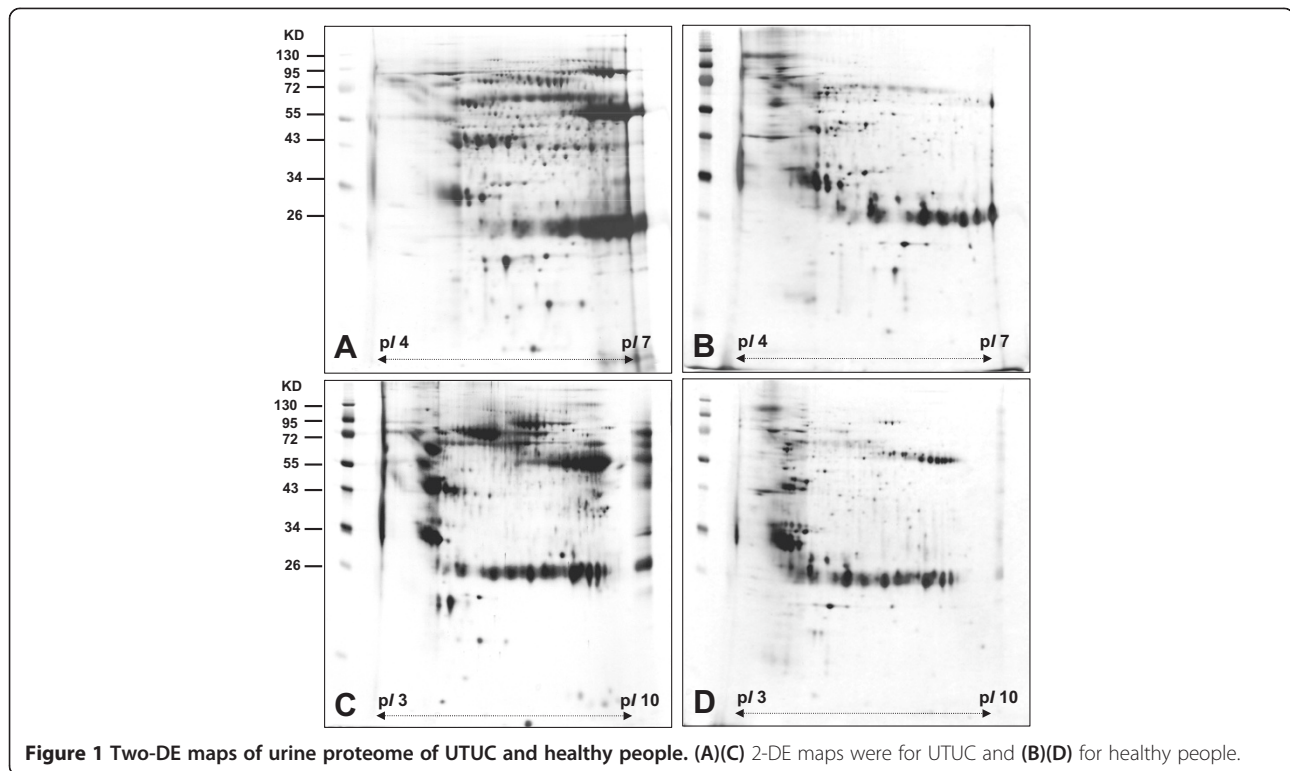 KD
130
95
72
55
43
34
26
A
pI 4
pI 7
B
pI 4
pI 7
KD
130
95
72
55
43
34
26
C
pI 3
pI 10
D
pI 3
pI 10
Figure 1 Two-DE maps of urine proteome of UTUC and healthy people. (A)(C) 2-DE maps were for UTUC and (B)(D) for healthy people.